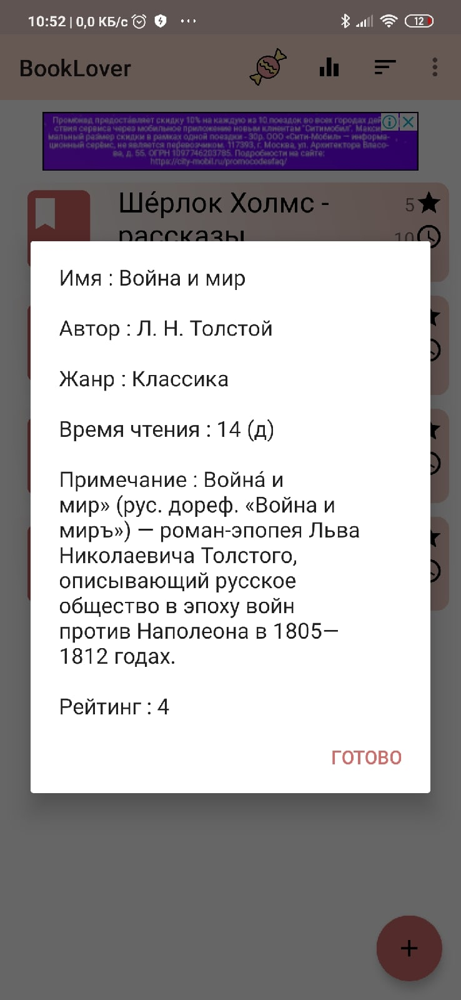 10:52 | 0,0 КБ/с ...
12
BookLover
Промокод предоставляет скидку 10% на каждую из 10 поездок во всех городах дей
ствия сервиса через мобильное приложение новым клиентам "Ситимобил". Макси
мальный размер скидки в рамках одной поездки - 30р. ООО «Сити-Мобил» — информа-
ционный сервис, не является перевозчиком. 117393, г. Москва, ул. Архитектора Власо-
ва, д. 55. ОГРН 1097746203785. Подробности на сайте:
https://city-mobil.ru/promocodesfaq/
Ше́рлок Холмс -
5
рассказы
10
Имя : Война и мир
Автор : Л. Н. Толстой
Жанр : Классика
Время чтения : 14 (д)
Примечание : Война́ и
мир» (рус. дореф. «Война и
миръ») — роман-эпопея Льва
Николаевича Толстого,
описывающий русское
общество в эпоху войн
против Наполеона в 1805—
1812 годах.
Рейтинг : 4
ГОТОВО